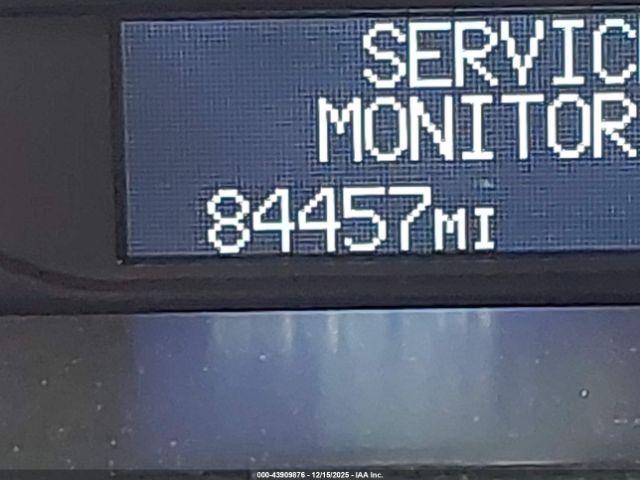 SERVIC
MONITOR
84457MI
000-43909876 - 12/15/2025 - IAA Inc.